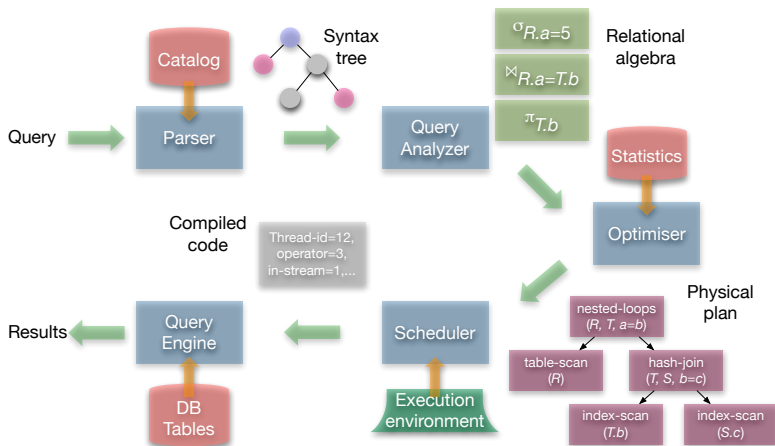 Syntax
tree
Catalog
σR.a=5
Relational
algebra
⋈R.a=T.b
πT.b
Query
Parser
Query
Analyzer
Statistics
Optimiser
Compiled
code
Thread-id=12,
operator=3,
in-stream=1,...
Physical
plan
nested-loops
(R, T, a=b)
Results
Query
Engine
Scheduler
table-scan
(R)
hash-join
(T, S, b=c)
DB
Tables
Execution
environment
index-scan
(T.b)
index-scan
(S.c)